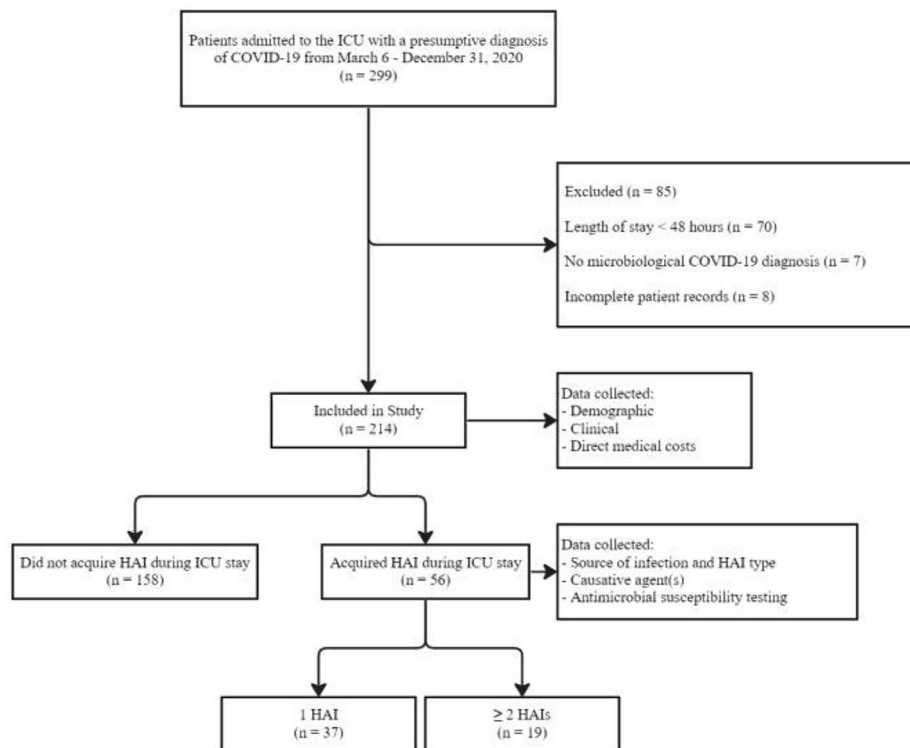 Patients admitted to the ICU with a presumptive diagnosis
of COVID-19 from March 6 - December 31, 2020
(n = 299)
Excluded (n = 85)
Length of stay < 48 hours (n = 70)
No microbiological COVID-19 diagnosis (n = 7)
Incomplete patient records (n = 8)
Included in Study
(n = 214)
Data collected:
- Demographic
- Clinical
- Direct medical costs
Did not acquire HAI during ICU stay
(n = 158)
Acquired HAI during ICU stay
(n = 56)
Data collected:
- Source of infection and HAI type
- Causative agent(s)
- Antimicrobial susceptibility testing
1 HAI
(n = 37)
≥ 2 HAIs
(n = 19)